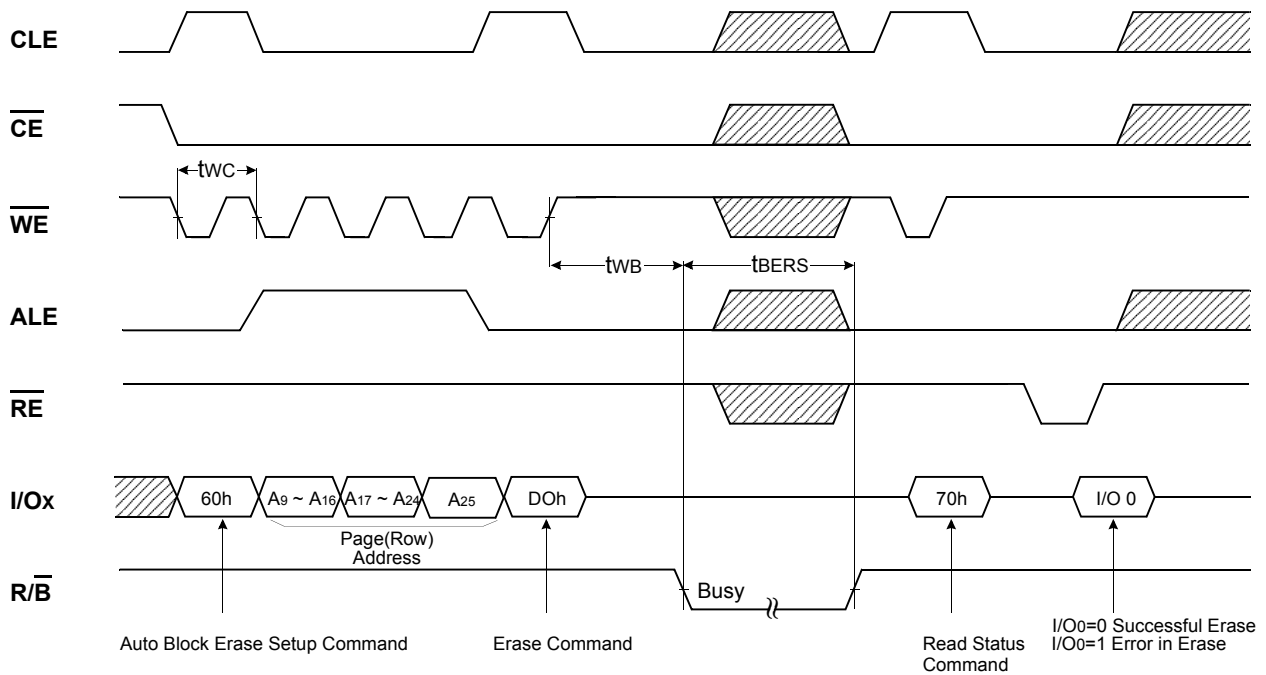 CLE
CE
tWC
WE
tWB
tBERS
ALE
RE
I/Ox
60h
A9 ~ A16
A17 ~ A24
A25
DOh
70h
I/O 0
Page(Row)
Address
R/B
Busy
Auto Block Erase Setup Command
Erase Command
Read Status
Command
I/O0=0 Successful Erase
I/O0=1 Error in Erase